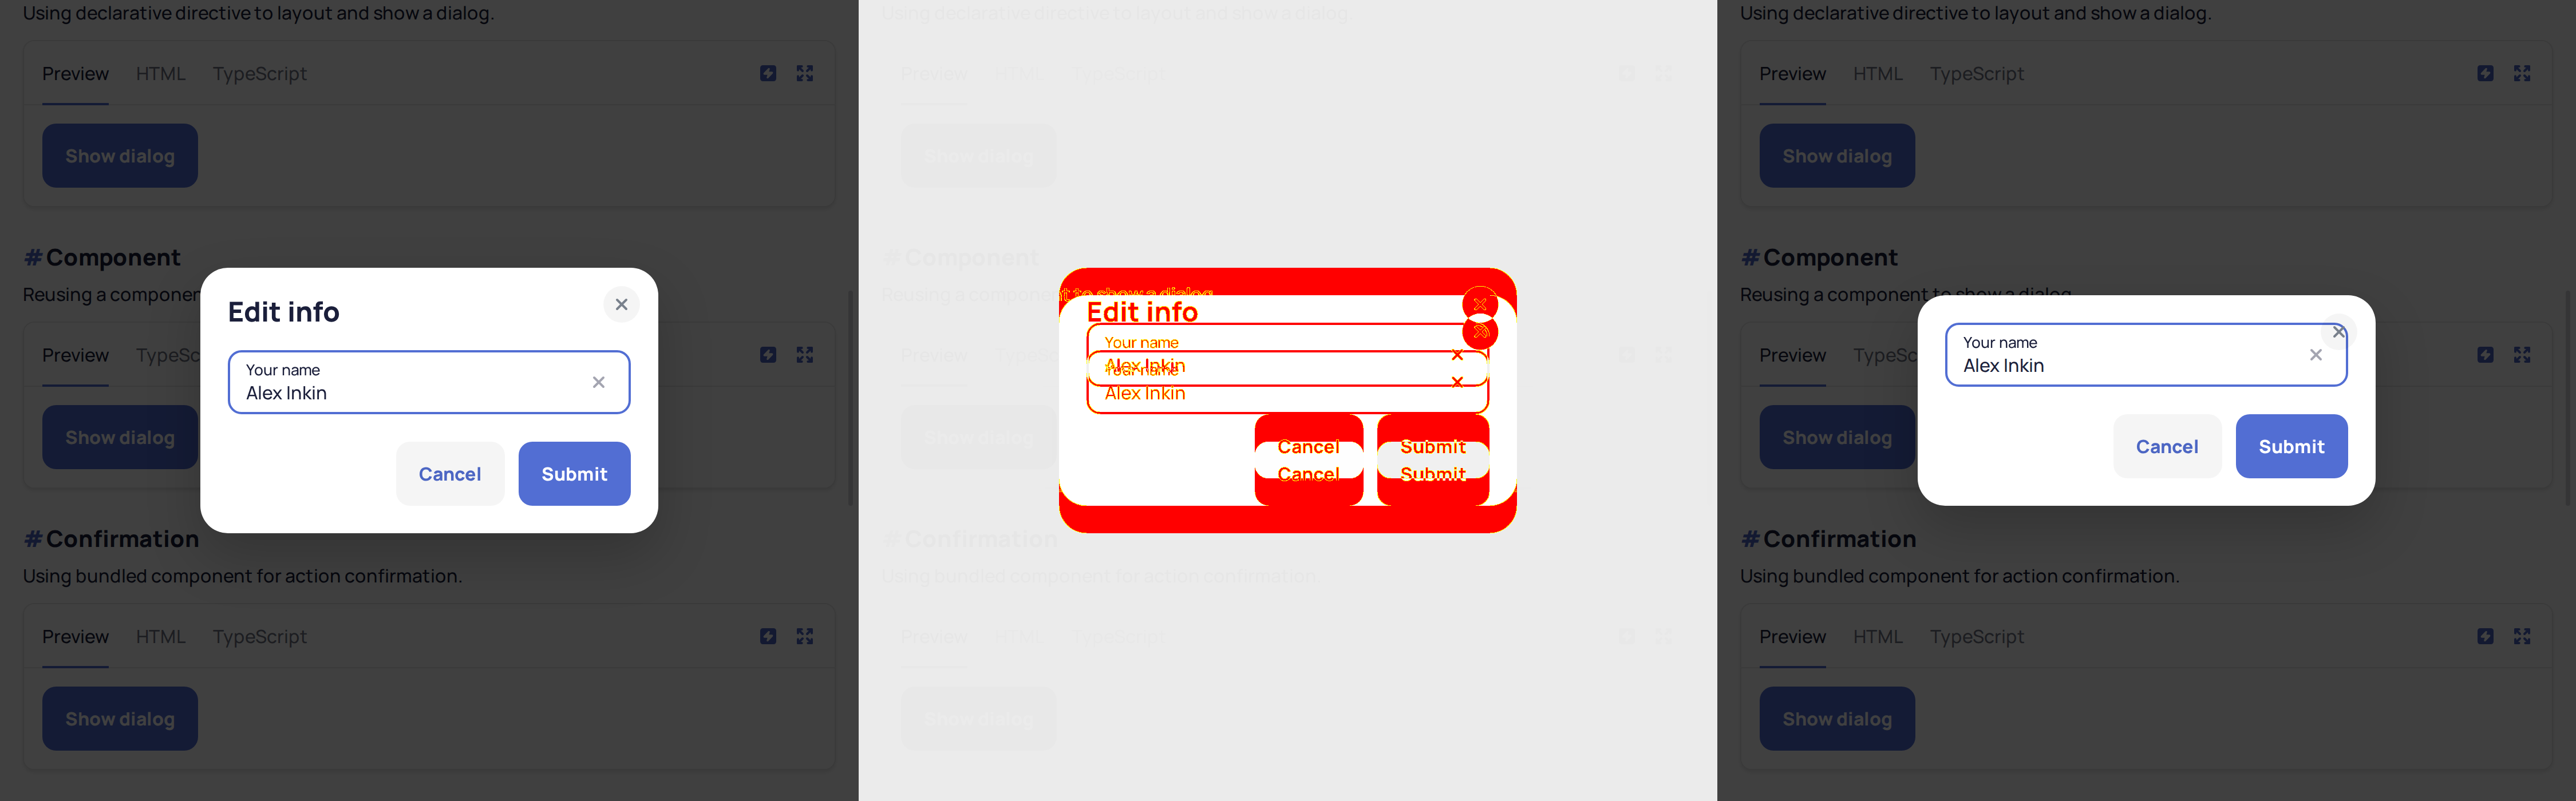 Using declarative directive to layout and show a dialog.
Preview HTML TypeScript
Show dialog
# Component
Reusing a componen
Edit info
Preview TypeSc
Your name
Alex Inkin
Show dialog
Cancel Submit
# Confirmation
Using bundled component for action confirmation.
Preview HTML TypeScript
Show dialog
Using declarative directive to layout and show a dialog
Preview HTML TypeScript
Show dialog
# Component
Reusing a component to show a dialog
Edit info
Your name
Alex Inkin
Your name
Alex Inkin
Preview TypeSc
Show dialog
Cancel Submit
Cancel Submit
# Confirmation
Using bundled component for action confirmation.
Preview HTML TypeScript
Show dialog
Using declarative directive to layout and show a dialog.
Preview HTML TypeScript
Show dialog
# Component
Reusing a component to show a dialog
Preview TypeSc
Your name
Alex Inkin
Show dialog
Cancel Submit
# Confirmation
Using bundled component for action confirmation.
Preview HTML TypeScript
Show dialog